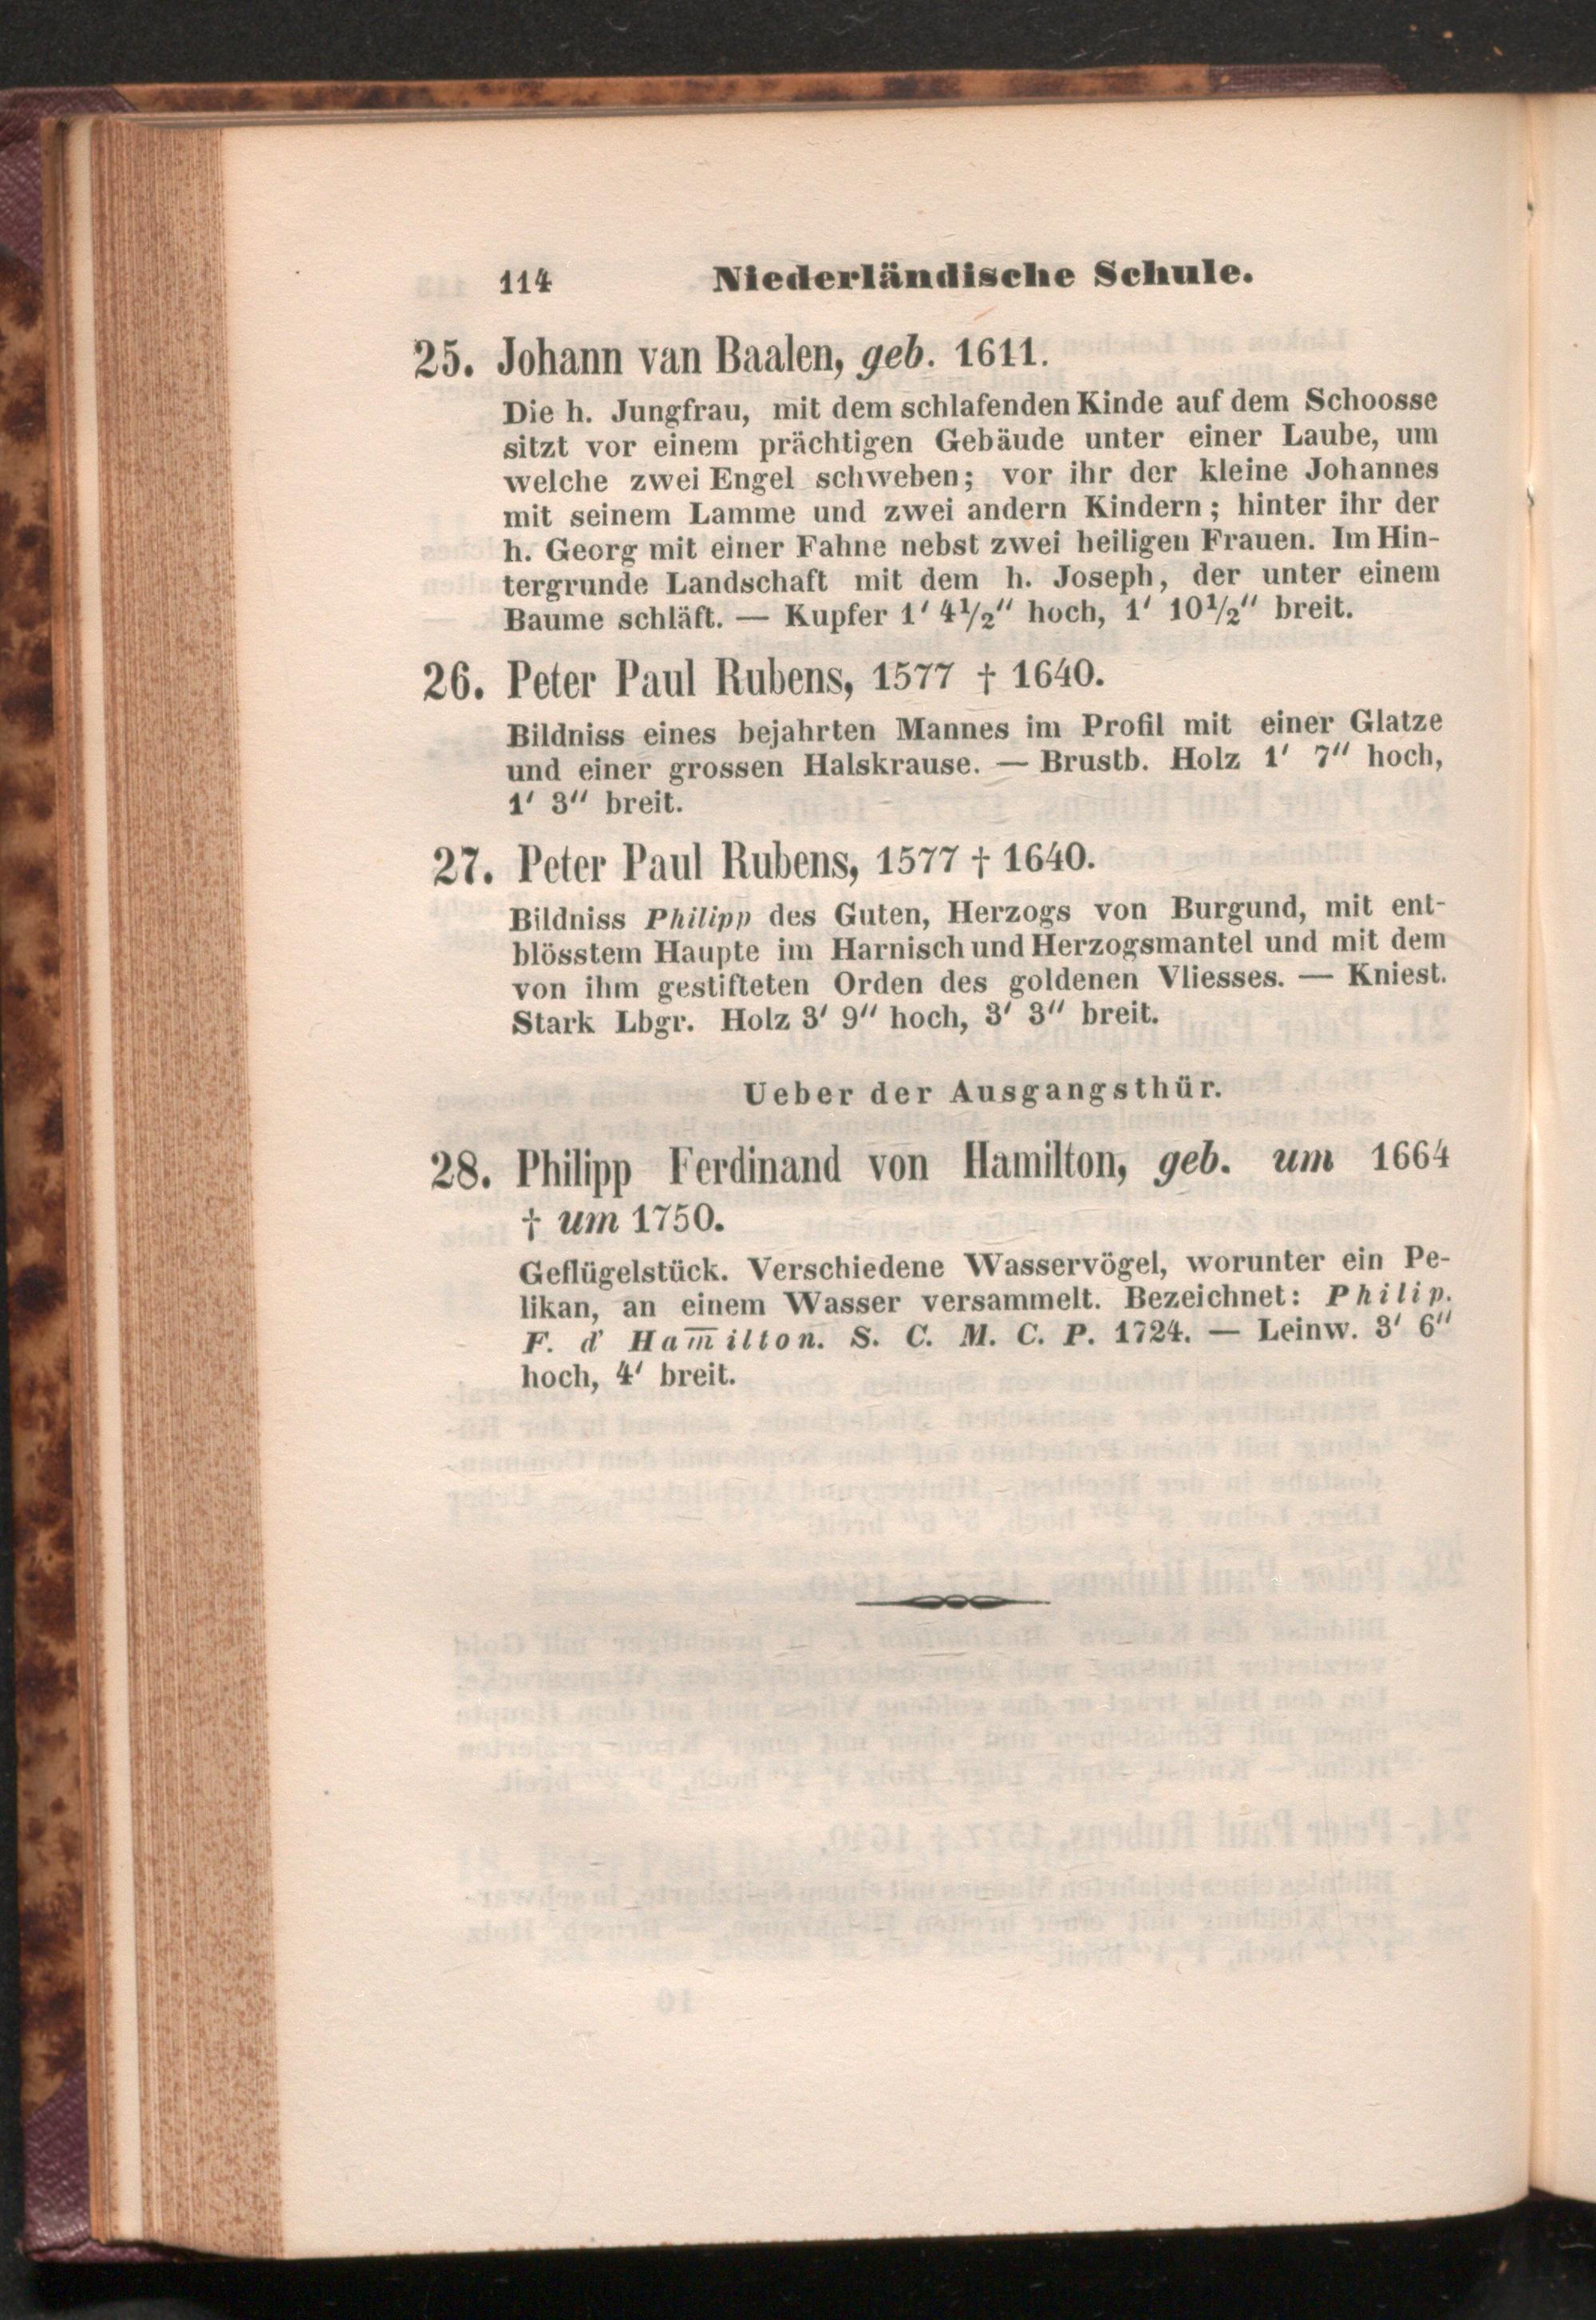 114 Niederländische Schule.
25. Johann van Baalen, geb. 1611.
Die h. Jungfrau, mit dem schlafenden Kinde auf dem Schoosse
sitzt vor einem prächtigen Gebäude unter einer Laube, um
welche zwei Engel schweben; vor ihr der kleine Johannes
mit seinem Lamme und zwei andern Kindern; hinter ihr der
h. Georg mit einer Fahne nebst zwei heiligen Frauen. Im Hin-
tergrunde Landschaft mit dem h. Joseph, der unter einem
Baume schläft. — Kupfer 1' 4½" hoch, 1' 10½" breit.
26. Peter Paul Rubens, 1577 † 1640.
Bildniss eines bejahrten Mannes im Profil mit einer Glatze
und einer grossen Halskrause. — Brustb. Holz 1' 7" hoch,
1' 3" breit.
27. Peter Paul Rubens, 1577 † 1640.
Bildniss Philipp des Guten, Herzogs von Burgund, mit ent-
blösstem Haupte im Harnisch und Herzogsmantel und mit dem
von ihm gestifteten Orden des goldenen Vliesses. — Kniest.
Stark Lbgr. Holz 3' 9" hoch, 3' 3" breit.
Ueber der Ausgangsthür.
28. Philipp Ferdinand von Hamilton, geb. um 1664
† um 1750.
Geflügelstück. Verschiedene Wasservögel, worunter ein Pe-
likan, an einem Wasser versammelt. Bezeichnet: Philip.
F. d' Ham̅ilton. S. C. M. C. P. 1724. — Leinw. 3' 6"
hoch, 4' breit.